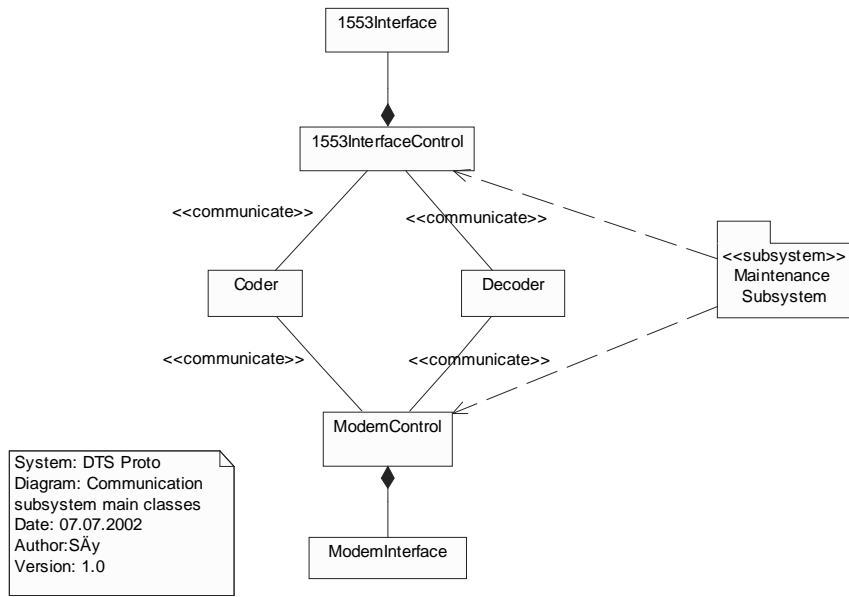 1553Interface
1553InterfaceControl
<<communicate>>
<<communicate>>
<<subsystem>>
Maintenance
Subsystem
Coder
Decoder
<<communicate>>
<<communicate>>
ModemControl
System: DTS Proto
Diagram: Communication
subsystem main classes
Date: 07.07.2002
Author:SÄy
Version: 1.0
ModemInterface